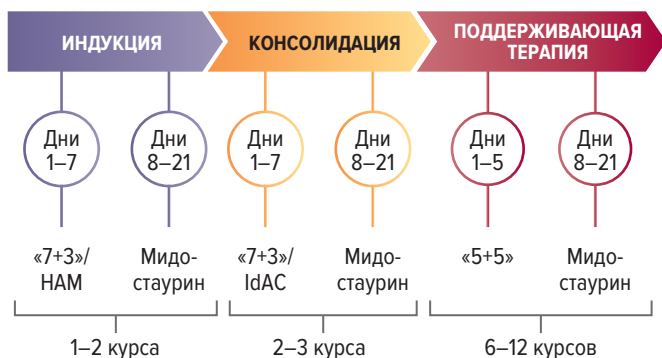 ИНДУКЦИЯ
КОНСОЛИДАЦИЯ
ПОДДЕРЖИВАЮЩАЯ
ТЕРАПИЯ
Дни
1–7
Дни
8–21
Дни
1–7
Дни
8–21
Дни
1–5
Дни
8–21
«7+3»/
HAM
Мидо-
стаурин
«7+3»/
IdAC
Мидо-
стаурин
«5+5»
Мидо-
стаурин
1–2 курса
2–3 курса
6–12 курсов